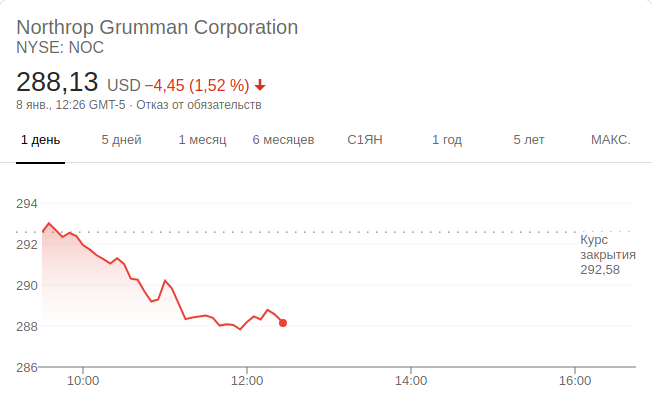 Northrop Grumman Corporation
NYSE: NOC
288,13 USD −4,45 (1,52 %)
8 янв., 12:26 GMT-5 · Отказ от обязательств
1 день 5 дней 1 месяц 6 месяцев С1ЯН 1 год 5 лет МАКС.
294
292
290
288
286
Курс
закрытия
292,58
10:00 12:00 14:00 16:00